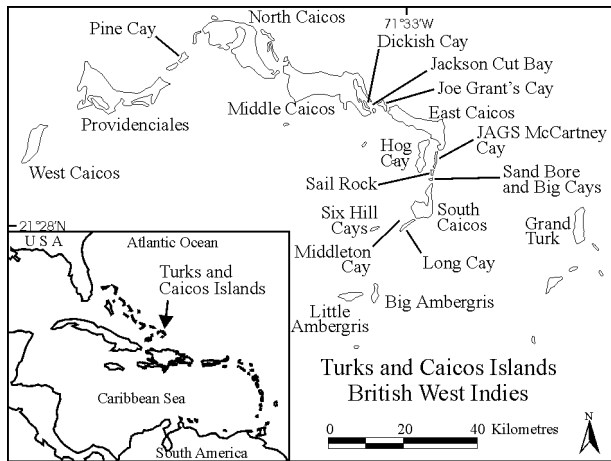 North Caicos
71°33'W
Pine Cay
Dickish Cay
Jackson Cut Bay
Joe Grant's Cay
Middle Caicos
East Caicos
Providenciales
JAGS McCartney
Cay
Hog
Cay
West Caicos
Sail Rock
Sand Bore
and Big Cays
21°28'N
Six Hill
Cays
South
Caicos
Grand
Turk
Middleton
Cay
Long Cay
U S A
Atlantic Ocean
Turks and
Caicos Islands
Little
Ambergris
Big Ambergris
Turks and Caicos Islands
British West Indies
Caribbean Sea
0 20 40 Kilometres
N
South America